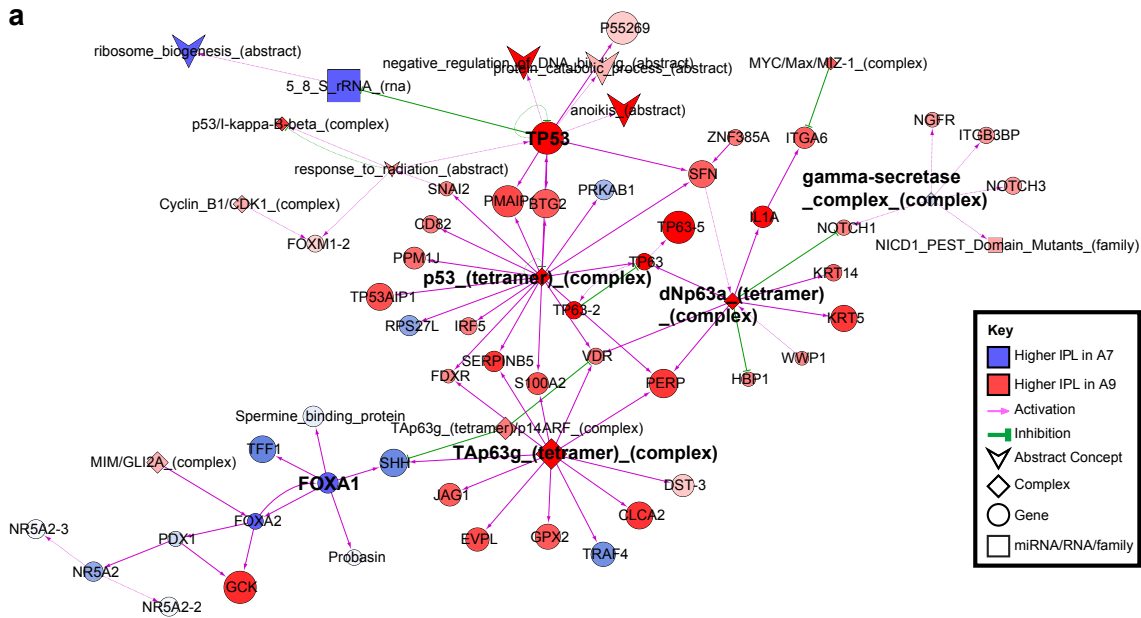 a
P55269
ribosome_biogenesis_(abstract)
negative_regulation_of_DNA_binding_(abstract)
protein_catabolic_process_(abstract)
MYC/Max/MIZ-1_(complex)
5_8_S_rRNA_(rna)
anoikis_(abstract)
p53/I-kappa-B-beta_(complex)
TP53
ZNF385A
ITGA6
NGFR
ITGB3BP
response_to_radiation_(abstract)
SNAI2
PMAIP1
BTG2
PRKAB1
SFN
gamma-secretase
_complex_(complex)
NOTCH3
Cyclin_B1/CDK1_(complex)
CD82
TP63-5
IL1A
NOTCH1
FOXM1-2
NICD1_PEST_Domain_Mutants_(family)
PPM1J
p53_(tetramer)_(complex)
TP63
KRT14
TP53AIP1
dNp63a_(tetramer)
_(complex)
TP63-2
RPS27L
IRF5
KRT5
SERPINB5
VDR
WWP1
FDXR
S100A2
PERP
HBP1
Spermine_binding_protein
TAp63g_(tetramer)/p14ARF_(complex)
TFF1
MIM/GLI2A_(complex)
SHH
TAp63g_(tetramer)_(complex)
FOXA1
DST-3
JAG1
CLCA2
FOXA2
NR5A2-3
PDX1
EVPL
GPX2
TRAF4
Probasin
NR5A2
GCK
NR5A2-2
Key
Higher IPL in A7
Higher IPL in A9
Activation
Inhibition
Abstract Concept
Complex
Gene
miRNA/RNA/family